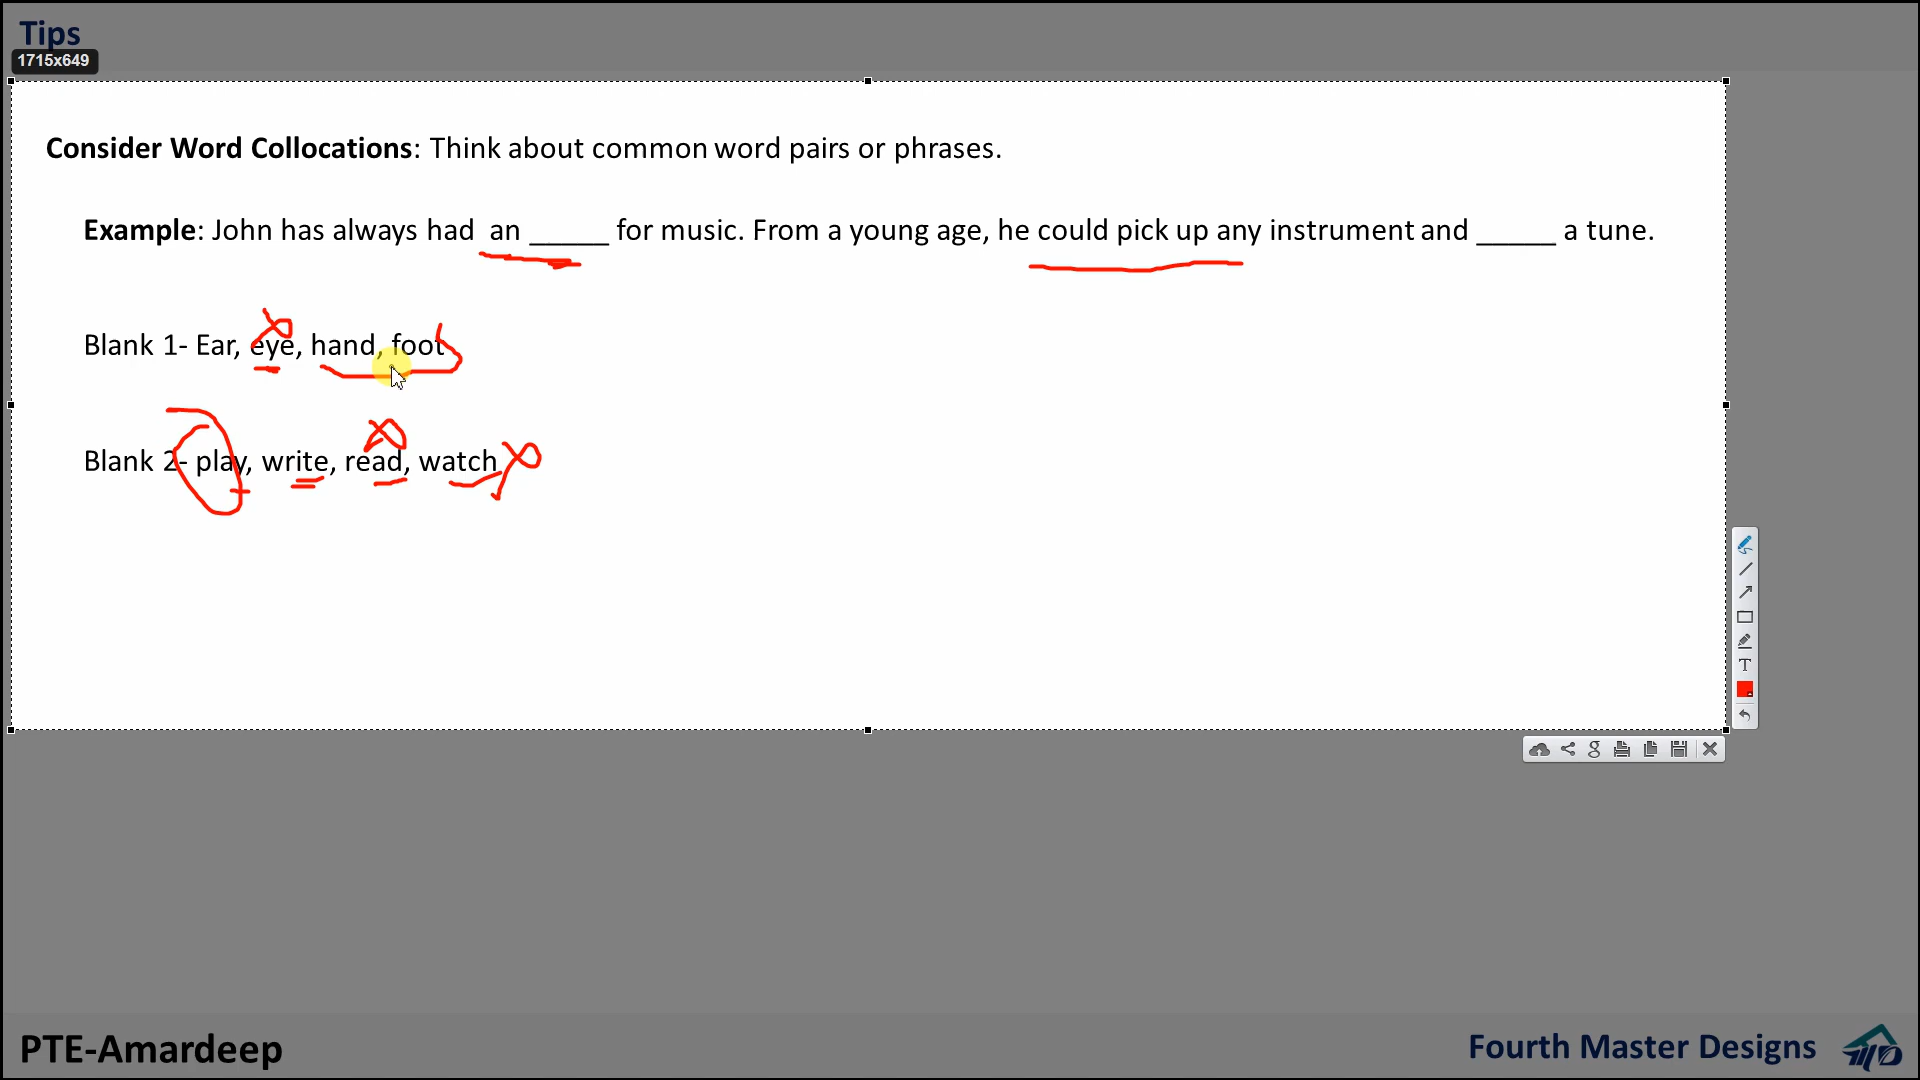 Tips
1715x649
Consider Word Collocations: Think about common word pairs or phrases.
Example: John has always had an _____ for music. From a young age, he could pick up any instrument and _____ a tune.
Blank 1- Ear, eye, hand, foot
Blank 2- play, write, read, watch
T
g
PTE-Amardeep
Fourth Master Designs